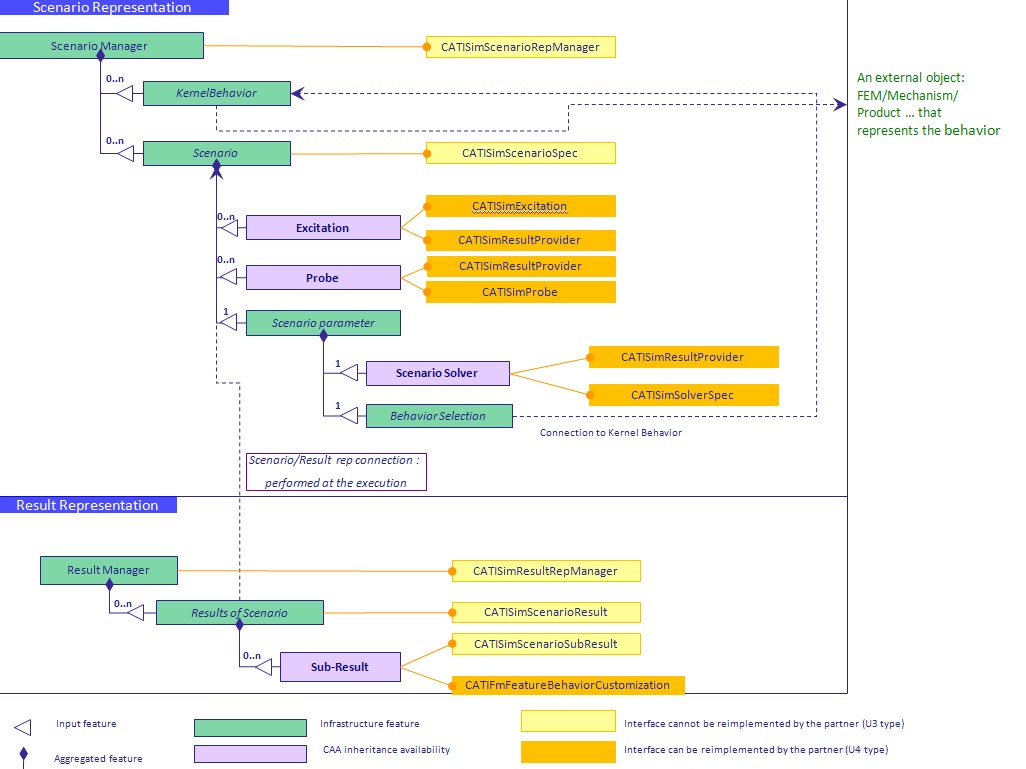 Scenario Representation
Scenario Manager
CATISimScenarioRepManager
0..n
KernelBehavior
An external object:
FEM/Mechanism/
Product ... that
represents the behavior
0..n
Scenario
CATISimScenarioSpec
0..n
Excitation
CATISimExcitation
CATISimResultProvider
0..n
Probe
CATISimResultProvider
CATISimProbe
1
Scenario parameter
1
Scenario Solver
CATISimResultProvider
CATISimSolverSpec
1
Behavior Selection
Connection to Kernel Behavior
Scenario/Result rep connection :
performed at the execution
Result Representation
Result Manager
CATISimResultRepManager
0..n
Results of Scenario
CATISimScenarioResult
0..n
Sub-Result
CATISimScenarioSubResult
CATIFmFeatureBehaviorCustomization
Input feature
Infrastructure feature
Interface cannot be reimplemented by the partner (U3 type)
Aggregated feature
CAA inheritance availability
Interface can be reimplemented by the partner (U4 type)